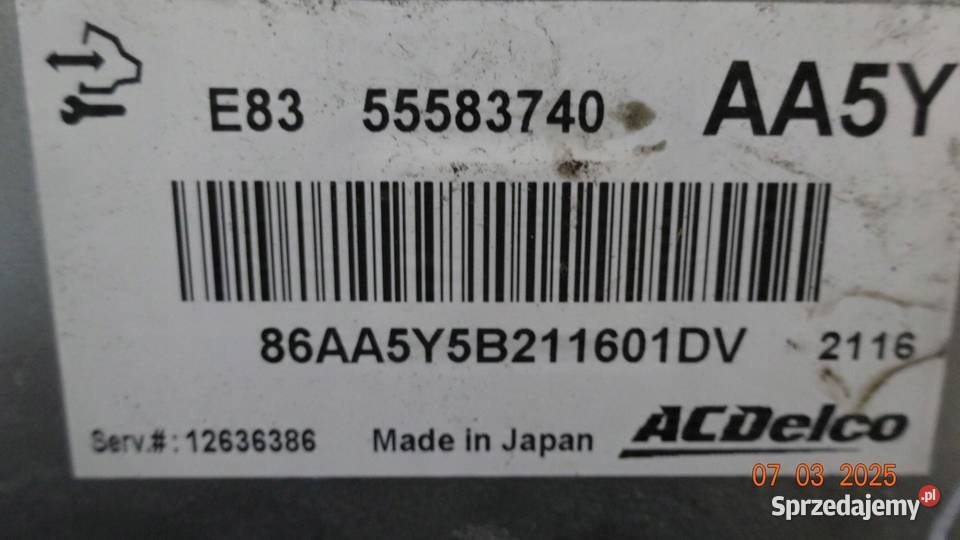 E83 55583740 AA5Y
86AA5Y5B211601DV 2116
Serv.#: 12636386 Made in Japan ACDelco
07 03 2025
Sprzedajemy.pl